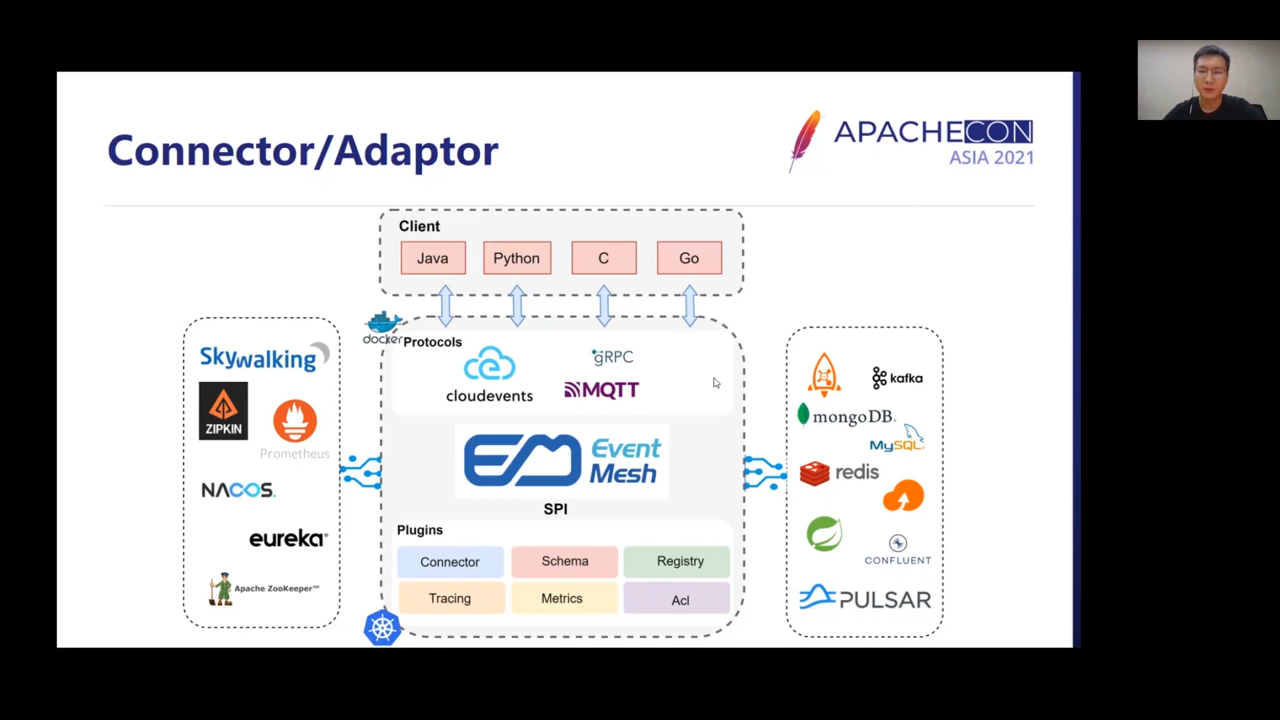 Connector/Adaptor
APACHECON
ASIA 2021
Client
Java
Python
C
Go
docker
Protocols
cloudevents
gRPC
MQTT
Event
Mesh
SPI
Plugins
Connector
Schema
Registry
Tracing
Metrics
Acl
Skywalking
ZIPKIN
Prometheus
NACOS.
eureka
Apache ZooKeeper™
kafka
mongoDB
MySQL
redis
CONFLUENT
PULSAR